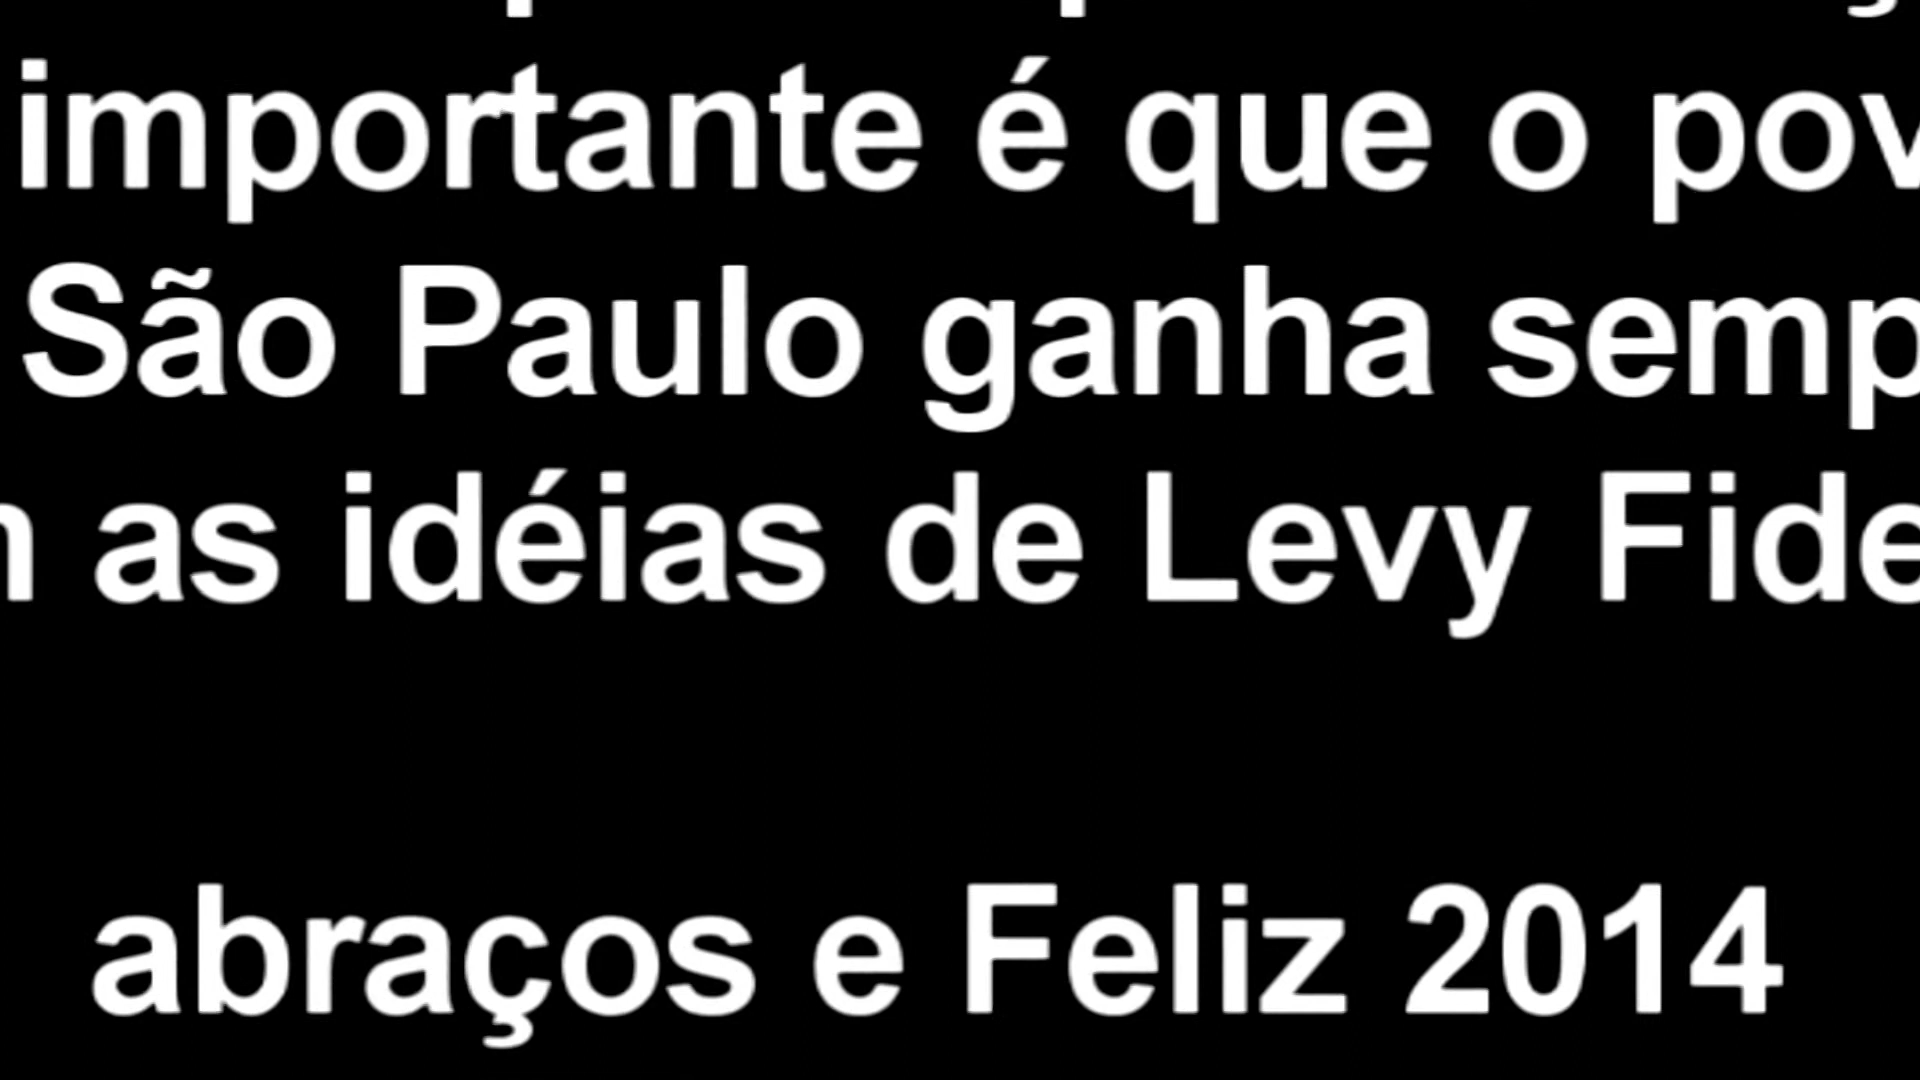 importante é que o pov
São Paulo ganha semp
as idéias de Levy Fide
abraços e Feliz 2014